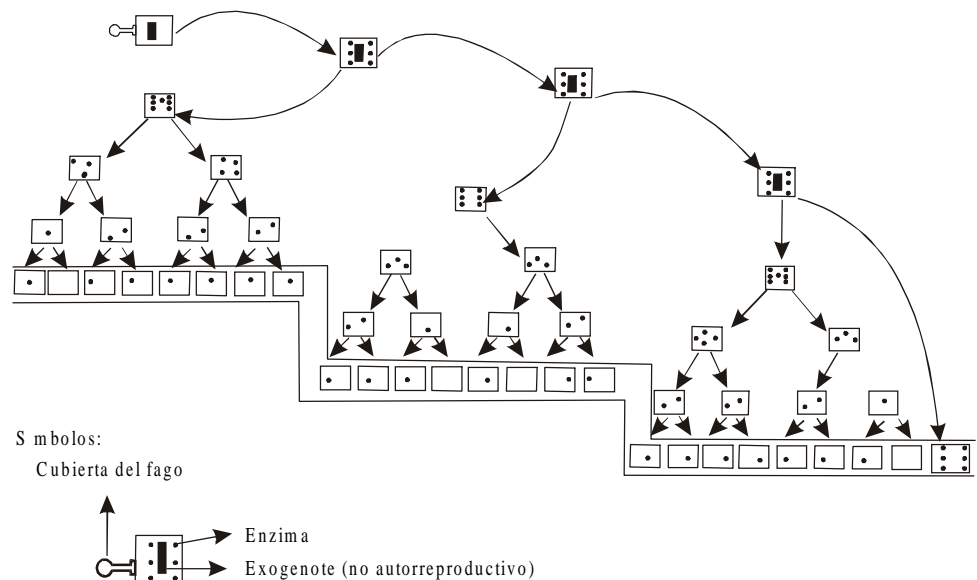 S mbolos:
Cubierta del fago
Enzima
Exogenote (no autorreproductivo)